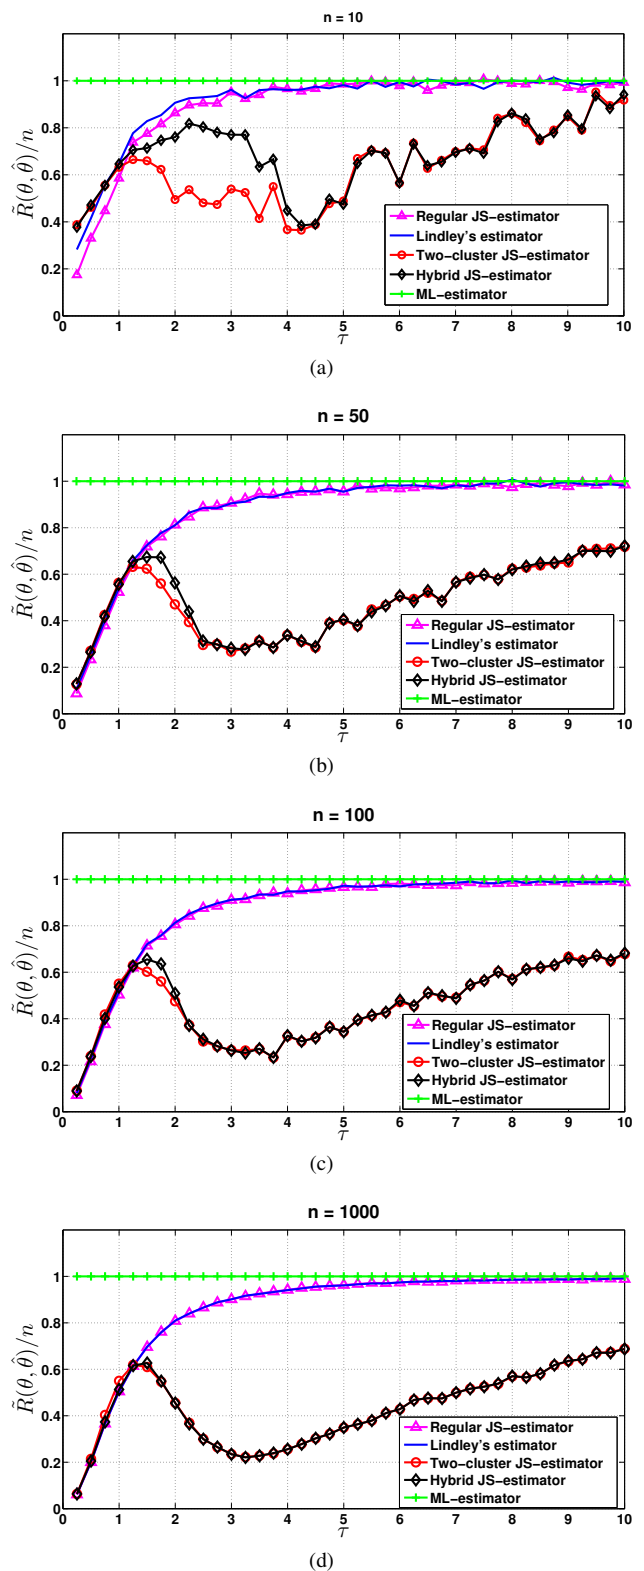 n = 10
R̃(θ, θ̂)/n
1
0.8
0.6
0.4
0.2
0
Regular JS−estimator
Lindley's estimator
Two−cluster JS−estimator
Hybrid JS−estimator
ML−estimator
0 1 2 3 4 5 6 7 8 9 10
τ
(a)
n = 50
R̃(θ, θ̂)/n
1
0.8
0.6
0.4
0.2
0
Regular JS−estimator
Lindley's estimator
Two−cluster JS−estimator
Hybrid JS−estimator
ML−estimator
0 1 2 3 4 5 6 7 8 9 10
τ
(b)
n = 100
R̃(θ, θ̂)/n
1
0.8
0.6
0.4
0.2
0
Regular JS−estimator
Lindley's estimator
Two−cluster JS−estimator
Hybrid JS−estimator
ML−estimator
0 1 2 3 4 5 6 7 8 9 10
τ
(c)
n = 1000
R̃(θ, θ̂)/n
1
0.8
0.6
0.4
0.2
0
Regular JS−estimator
Lindley's estimator
Two−cluster JS−estimator
Hybrid JS−estimator
ML−estimator
0 1 2 3 4 5 6 7 8 9 10
τ
(d)